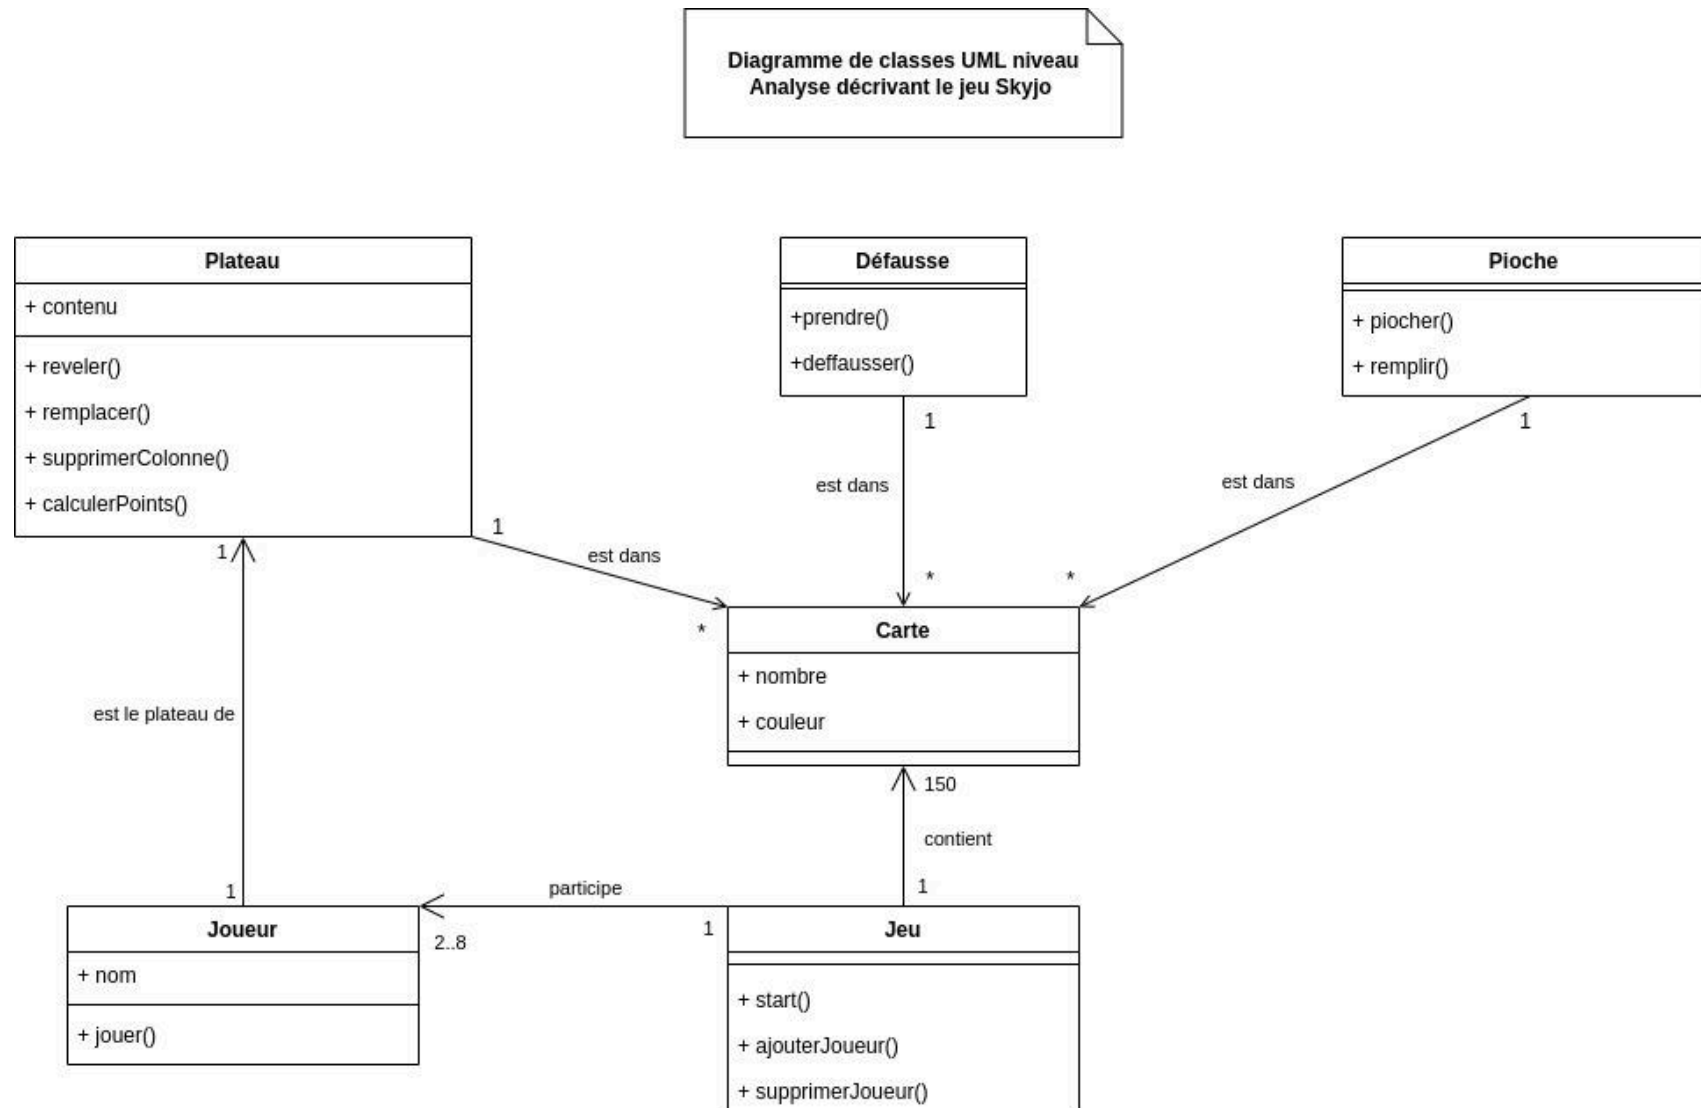 Diagramme de classes UML niveau
Analyse décrivant le jeu Skyjo
Plateau
+ contenu
+ reveler()
+ remplacer()
+ supprimerColonne()
+ calculerPoints()
Défausse
+prendre()
+deffausser()
Pioche
+ piocher()
+ remplir()
1
1
1
1
est dans
est dans
est dans
*
*
*
Carte
+ nombre
+ couleur
est le plateau de
150
contient
1
1
participe
2..8
1
Joueur
+ nom
+ jouer()
Jeu
+ start()
+ ajouterJoueur()
+ supprimerJoueur()